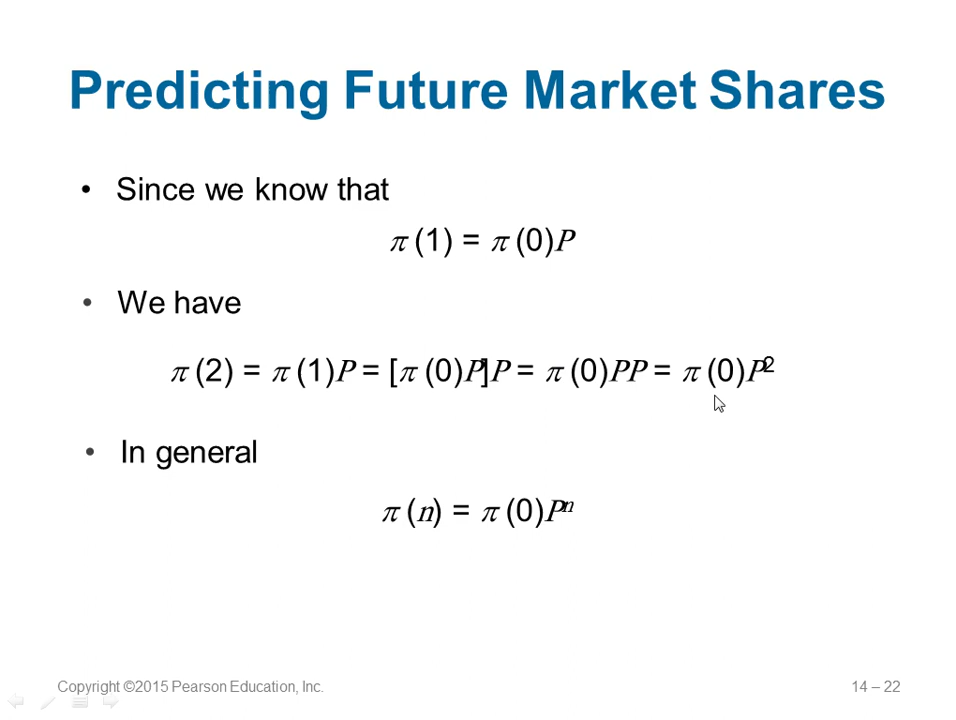 Predicting Future Market Shares
• Since we know that
π (1) = π (0)P
• We have
π (2) = π (1)P = [π (0)P]P = π (0)PP = π (0)P²
• In general
π (n) = π (0)Pⁿ
Copyright ©2015 Pearson Education, Inc.
14 – 22